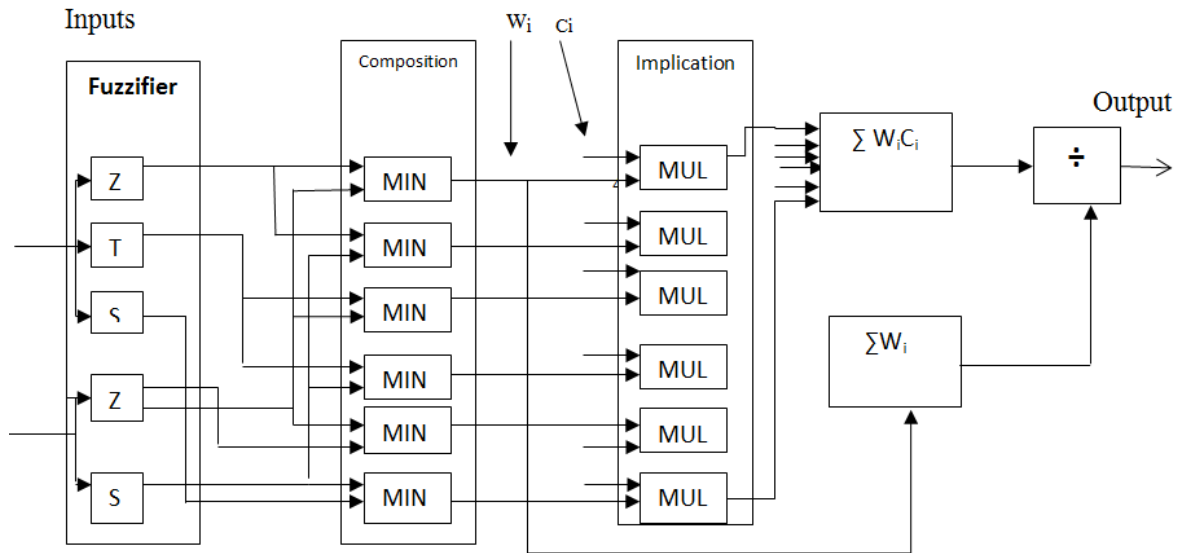 Inputs
Wi
Ci
Fuzzifier
Composition
Implication
Output
Z
T
S
Z
S
MIN
MIN
MIN
MIN
MIN
MIN
MUL
MUL
MUL
MUL
MUL
MUL
∑ WiCi
∑Wi
÷